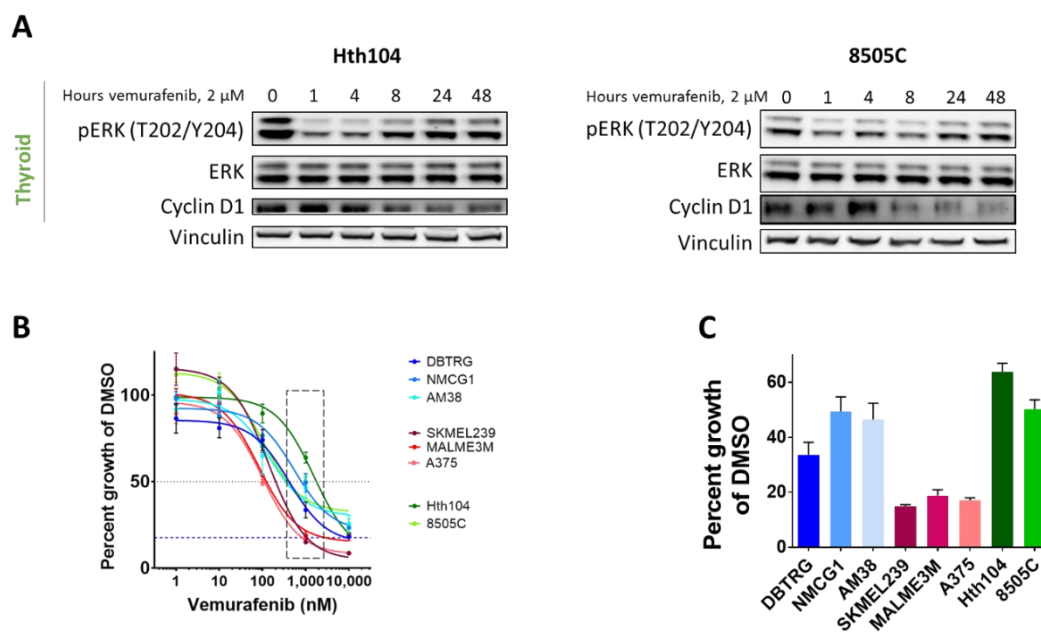 A
Hth104
8505C
Thyroid
Hours vemurafenib, 2 μM 0 1 4 8 24 48
Hours vemurafenib, 2 μM 0 1 4 8 24 48
pERK (T202/Y204)
pERK (T202/Y204)
ERK
ERK
Cyclin D1
Cyclin D1
Vinculin
Vinculin
B
Percent growth of DMSO
100
50
0
1 10 100 1,000 10,000
Vemurafenib (nM)
DBTRG
NMCG1
AM38
SKMEL239
MALME3M
A375
Hth104
8505C
C
Percent growth
of DMSO
60
40
20
0
DBTRG
NMCG1
AM38
SKMEL239
MALME3M
A375
Hth104
8505C